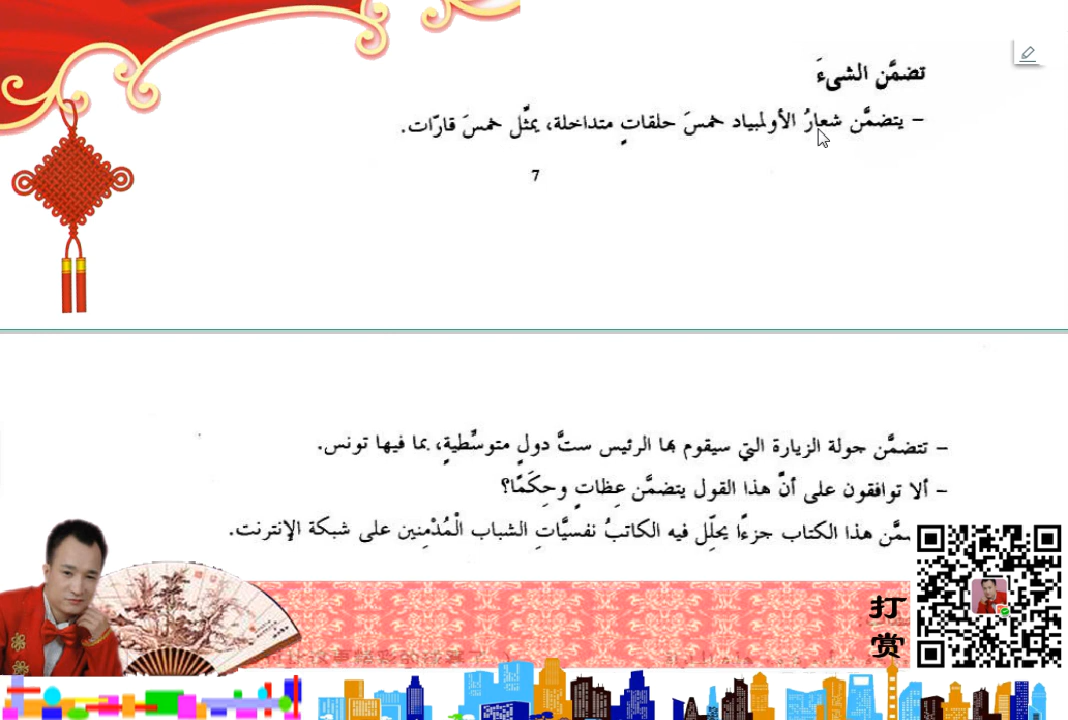 تضمَّن الشيءَ
– يتضمَّن شعارُ الأولمبياد خمسَ حلقاتٍ متداخلة، يمثِّل خمسَ قارّات.
7
– تتضمَّن جولة الزيارة التي سيقوم بها الرئيس ستَّ دولٍ متوسِّطيةٍ، بما فيها تونس.
– ألا توافقون على أنَّ هذا القول يتضمَّن عِظاتٍ وحِكَمًا؟
هذا الكتاب جزءًا يحلِّل فيه الكاتبُ نفسيَّاتِ الشباب الْمُدْمِنين على شبكة الإنترنت.
打
赏